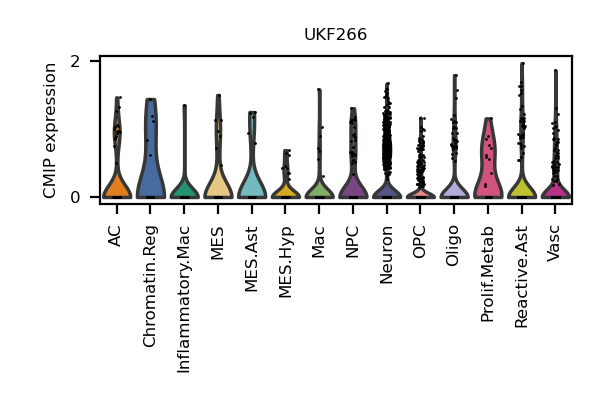 UKF266
CMIP expression
2
0
AC
Chromatin.Reg
Inflammatory.Mac
MES
MES.Ast
MES.Hyp
Mac
NPC
Neuron
OPC
Oligo
Prolif.Metab
Reactive.Ast
Vasc